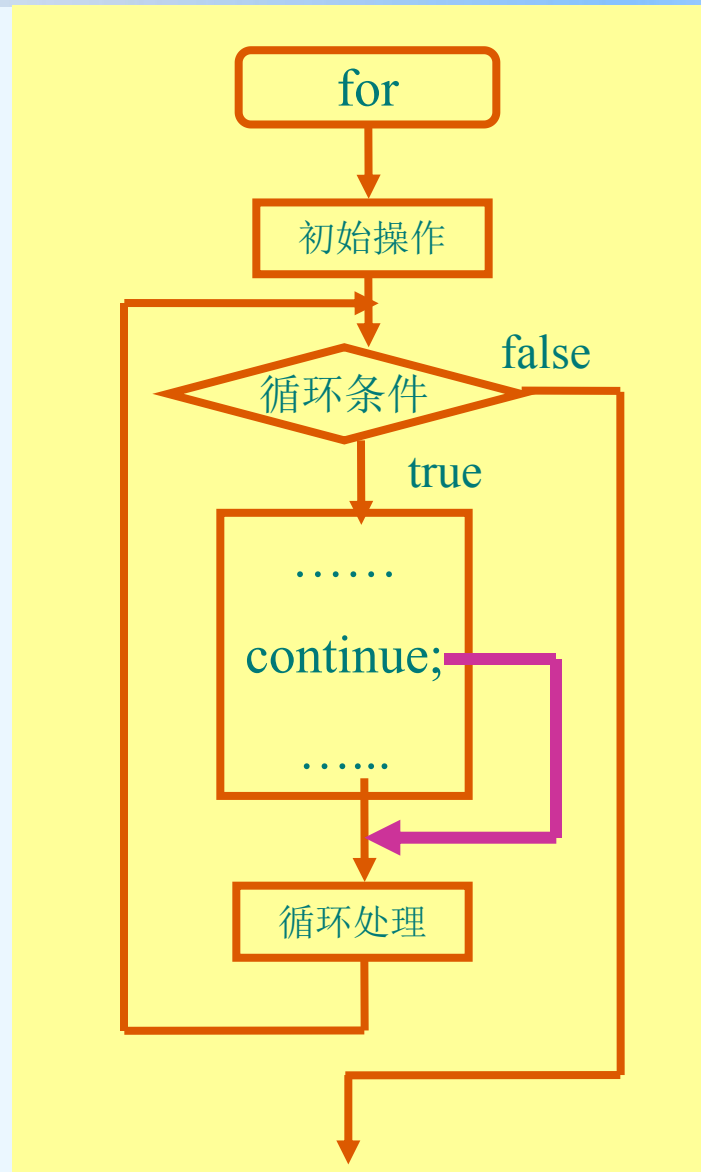 for
初始操作
循环条件
false
true
……
continue;
…...
循环处理